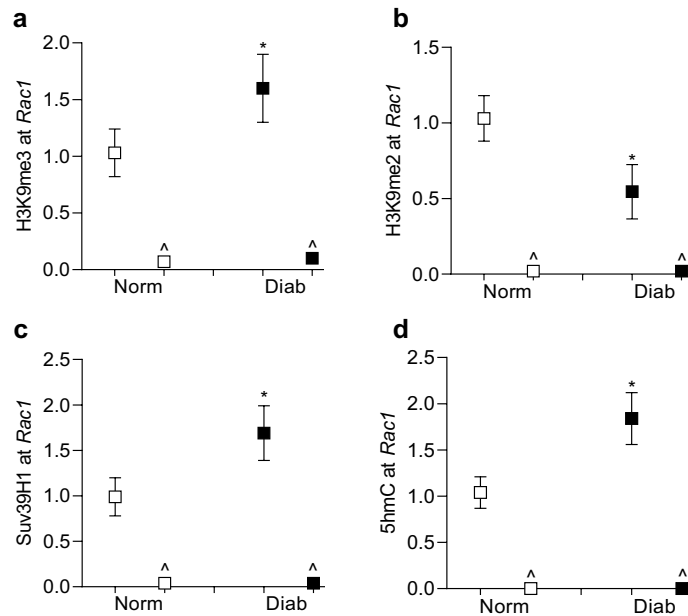 a
H3K9me3 at Rac1
2.0
1.5
1.0
0.5
0.0
*
^
^
Norm
Diab
b
H3K9me2 at Rac1
1.5
1.0
0.5
0.0
*
^
^
Norm
Diab
c
Suv39H1 at Rac1
2.5
2.0
1.5
1.0
0.5
0.0
*
^
^
Norm
Diab
d
5hmC at Rac1
2.5
2.0
1.5
1.0
0.5
0.0
*
^
^
Norm
Diab